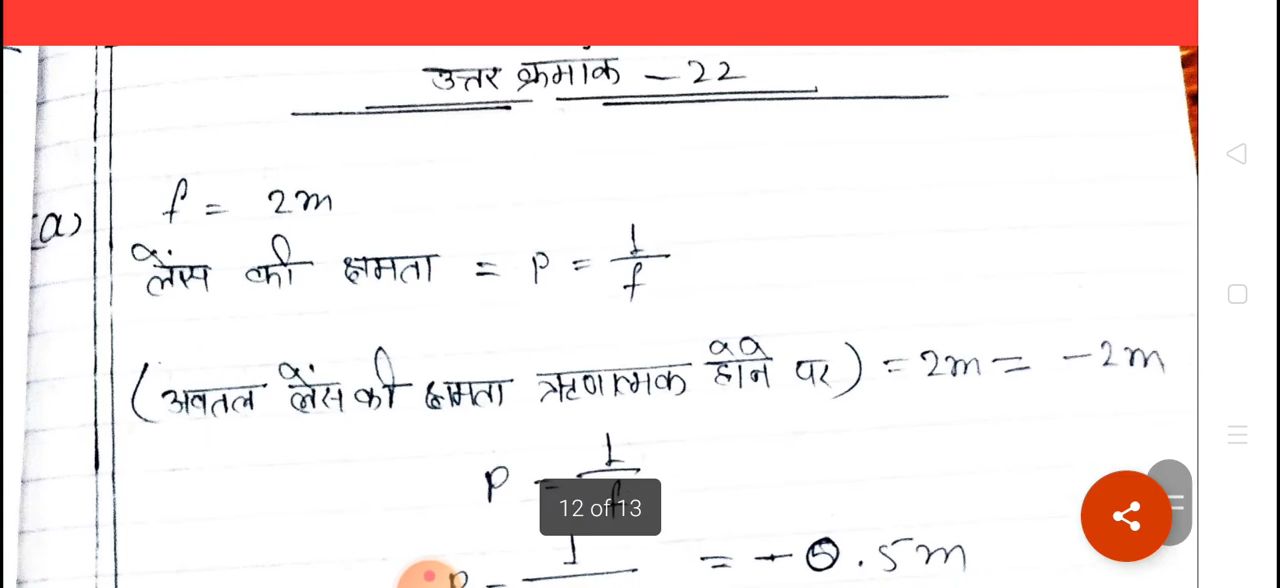 उत्तर क्रमांक - 22
(a) f = 2m
लेंस की क्षमता = P = 1/f
(अवतल लेंस की क्षमता ऋणात्मक होने पर) = 2m = -2m
P = 1/f
12 of 13
P = 1 = -0.5m